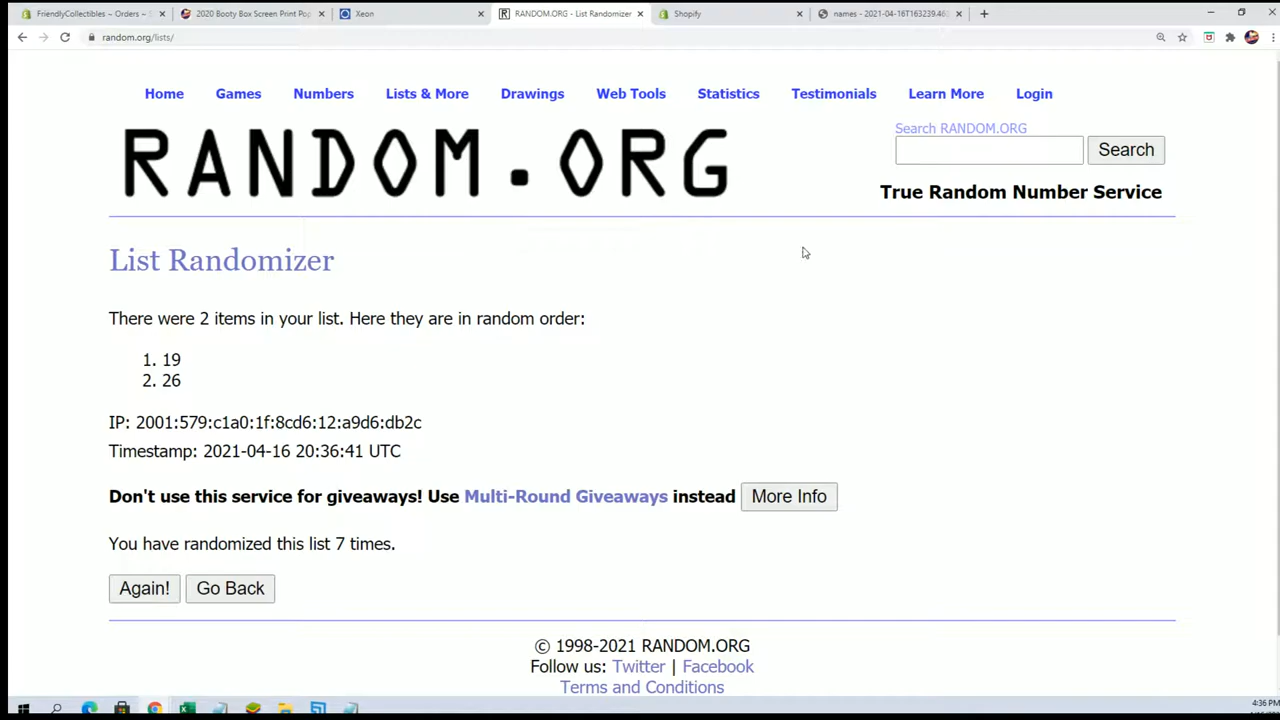 FriendlyCollectibles ~ Orders ~ 2020 Booty Box Screen Print Pop Xeon RANDOM.ORG - List Randomizer Shopify names - 2021-04-16T163239.
random.org/lists/
Home Games Numbers Lists & More Drawings Web Tools Statistics Testimonials Learn More Login
RANDOM.ORG
Search RANDOM.ORG
Search
True Random Number Service
List Randomizer
There were 2 items in your list. Here they are in random order:
1. 19
2. 26
IP: 2001:579:c1a0:1f:8cd6:12:a9d6:db2c
Timestamp: 2021-04-16 20:36:41 UTC
Don't use this service for giveaways! Use Multi-Round Giveaways instead More Info
You have randomized this list 7 times.
Again! Go Back
© 1998-2021 RANDOM.ORG
Follow us: Twitter | Facebook
Terms and Conditions
4:36 PM